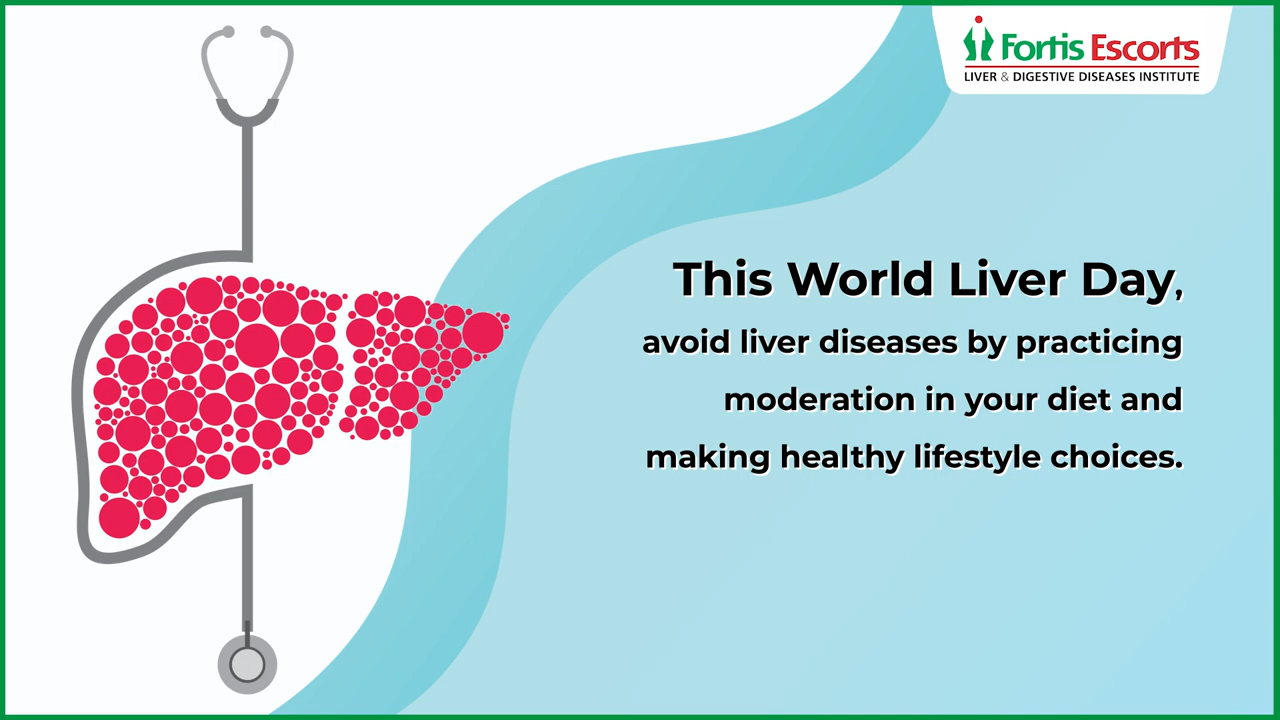 Fortis Escorts
LIVER & DIGESTIVE DISEASES INSTITUTE
This World Liver Day,
avoid liver diseases by practicing
moderation in your diet and
making healthy lifestyle choices.